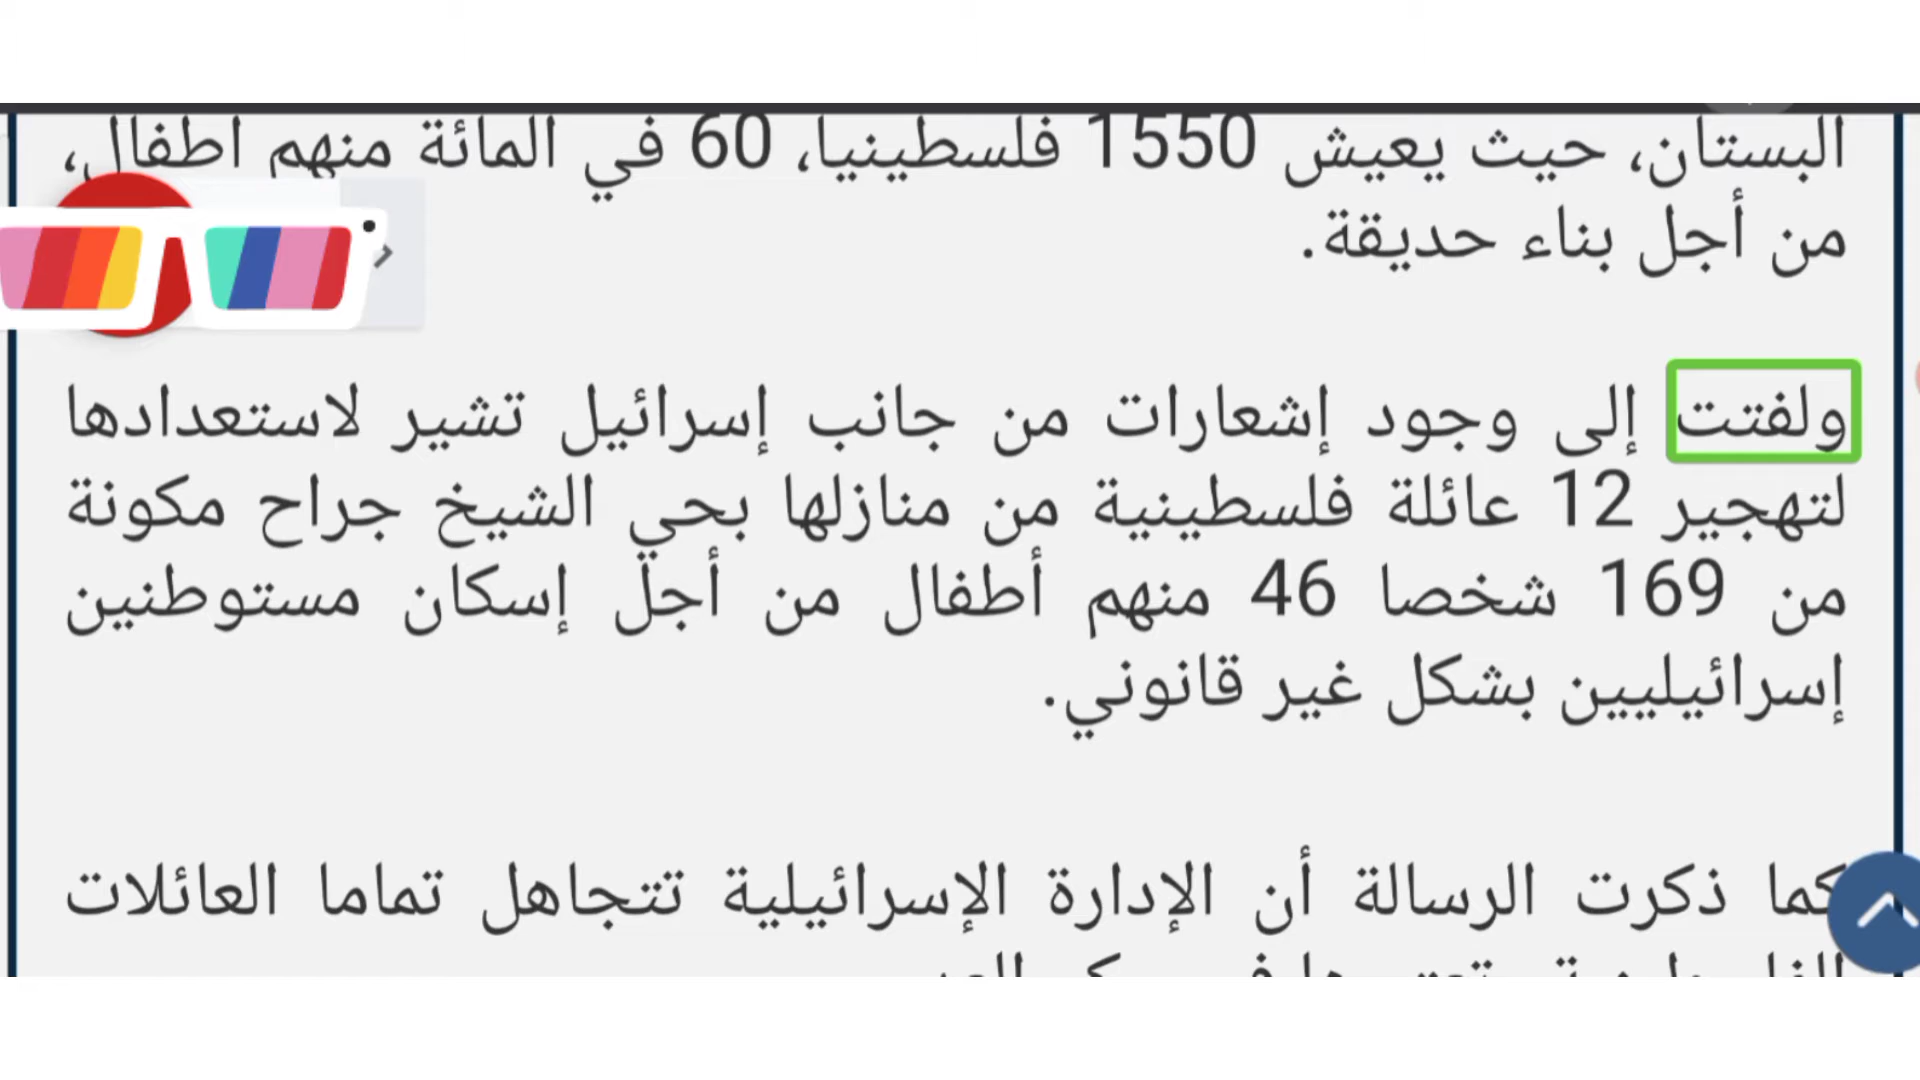 البستان، حيث يعيش 1550 فلسطينيا، 60 في المائة منهم أطفال،
من أجل بناء حديقة.
ولفتت إلى وجود إشعارات من جانب إسرائيل تشير لاستعدادها
لتهجير 12 عائلة فلسطينية من منازلها بحي الشيخ جراح مكونة
من 169 شخصا 46 منهم أطفال من أجل إسكان مستوطنين
إسرائيليين بشكل غير قانوني.
كما ذكرت الرسالة أن الإدارة الإسرائيلية تتجاهل تماما العائلات